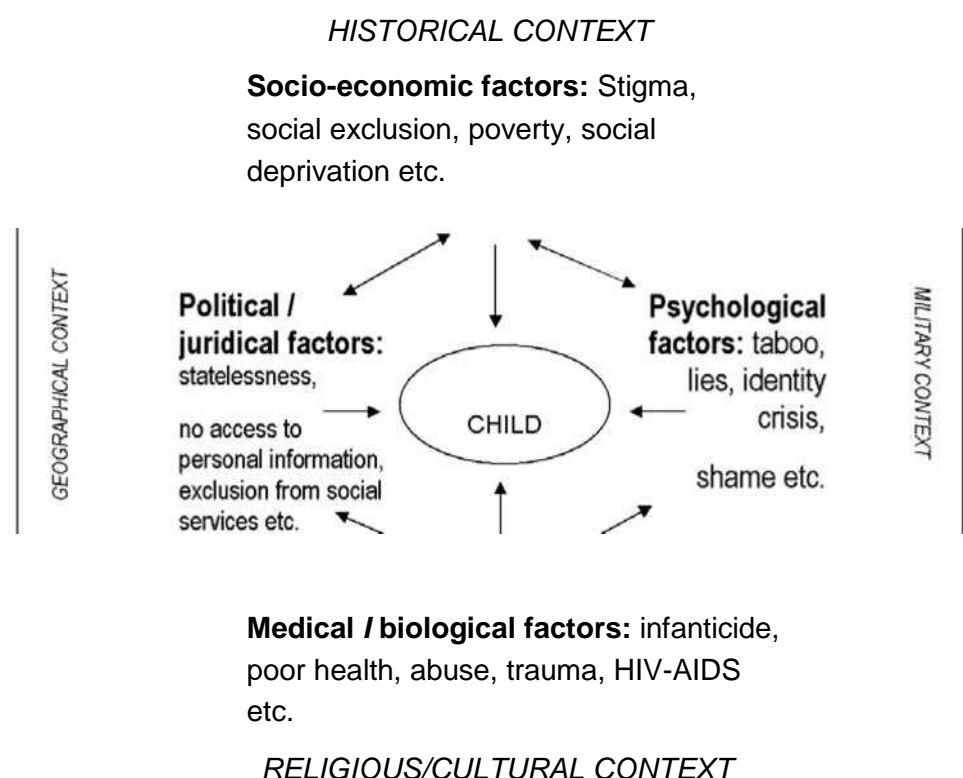 HISTORICAL CONTEXT
Socio-economic factors: Stigma,
social exclusion, poverty, social
deprivation etc.
GEOGRAPHICAL CONTEXT
Political /
juridical factors:
statelessness,
no access to
personal information,
exclusion from social
services etc.
CHILD
Psychological
factors: taboo,
lies, identity
crisis,
shame etc.
MILITARY CONTEXT
Medical / biological factors: infanticide,
poor health, abuse, trauma, HIV-AIDS
etc.
RELIGIOUS/CULTURAL CONTEXT